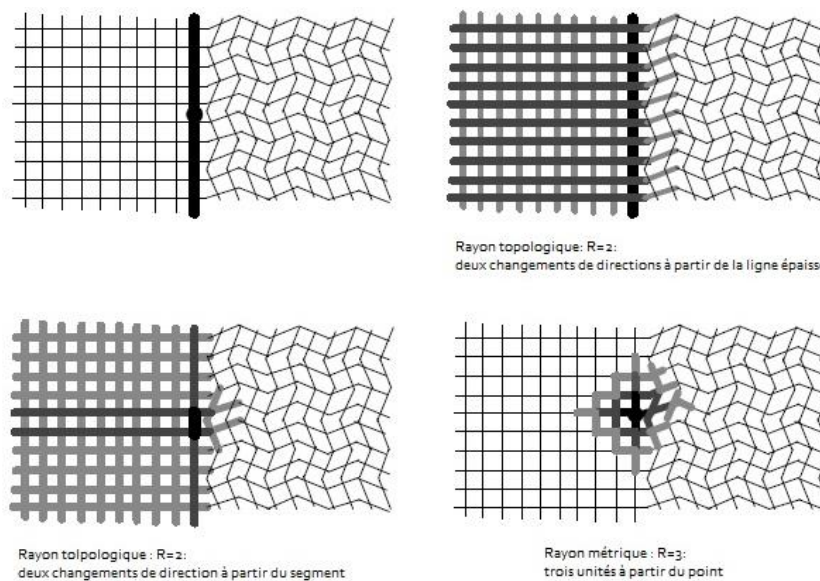 Rayon topologique: R=2:
deux changements de directions à partir de la ligne épaisse
Rayon tolpologique : R=2:
deux changements de direction à partir du segment
Rayon métrique : R=3:
trois unités à partir du point